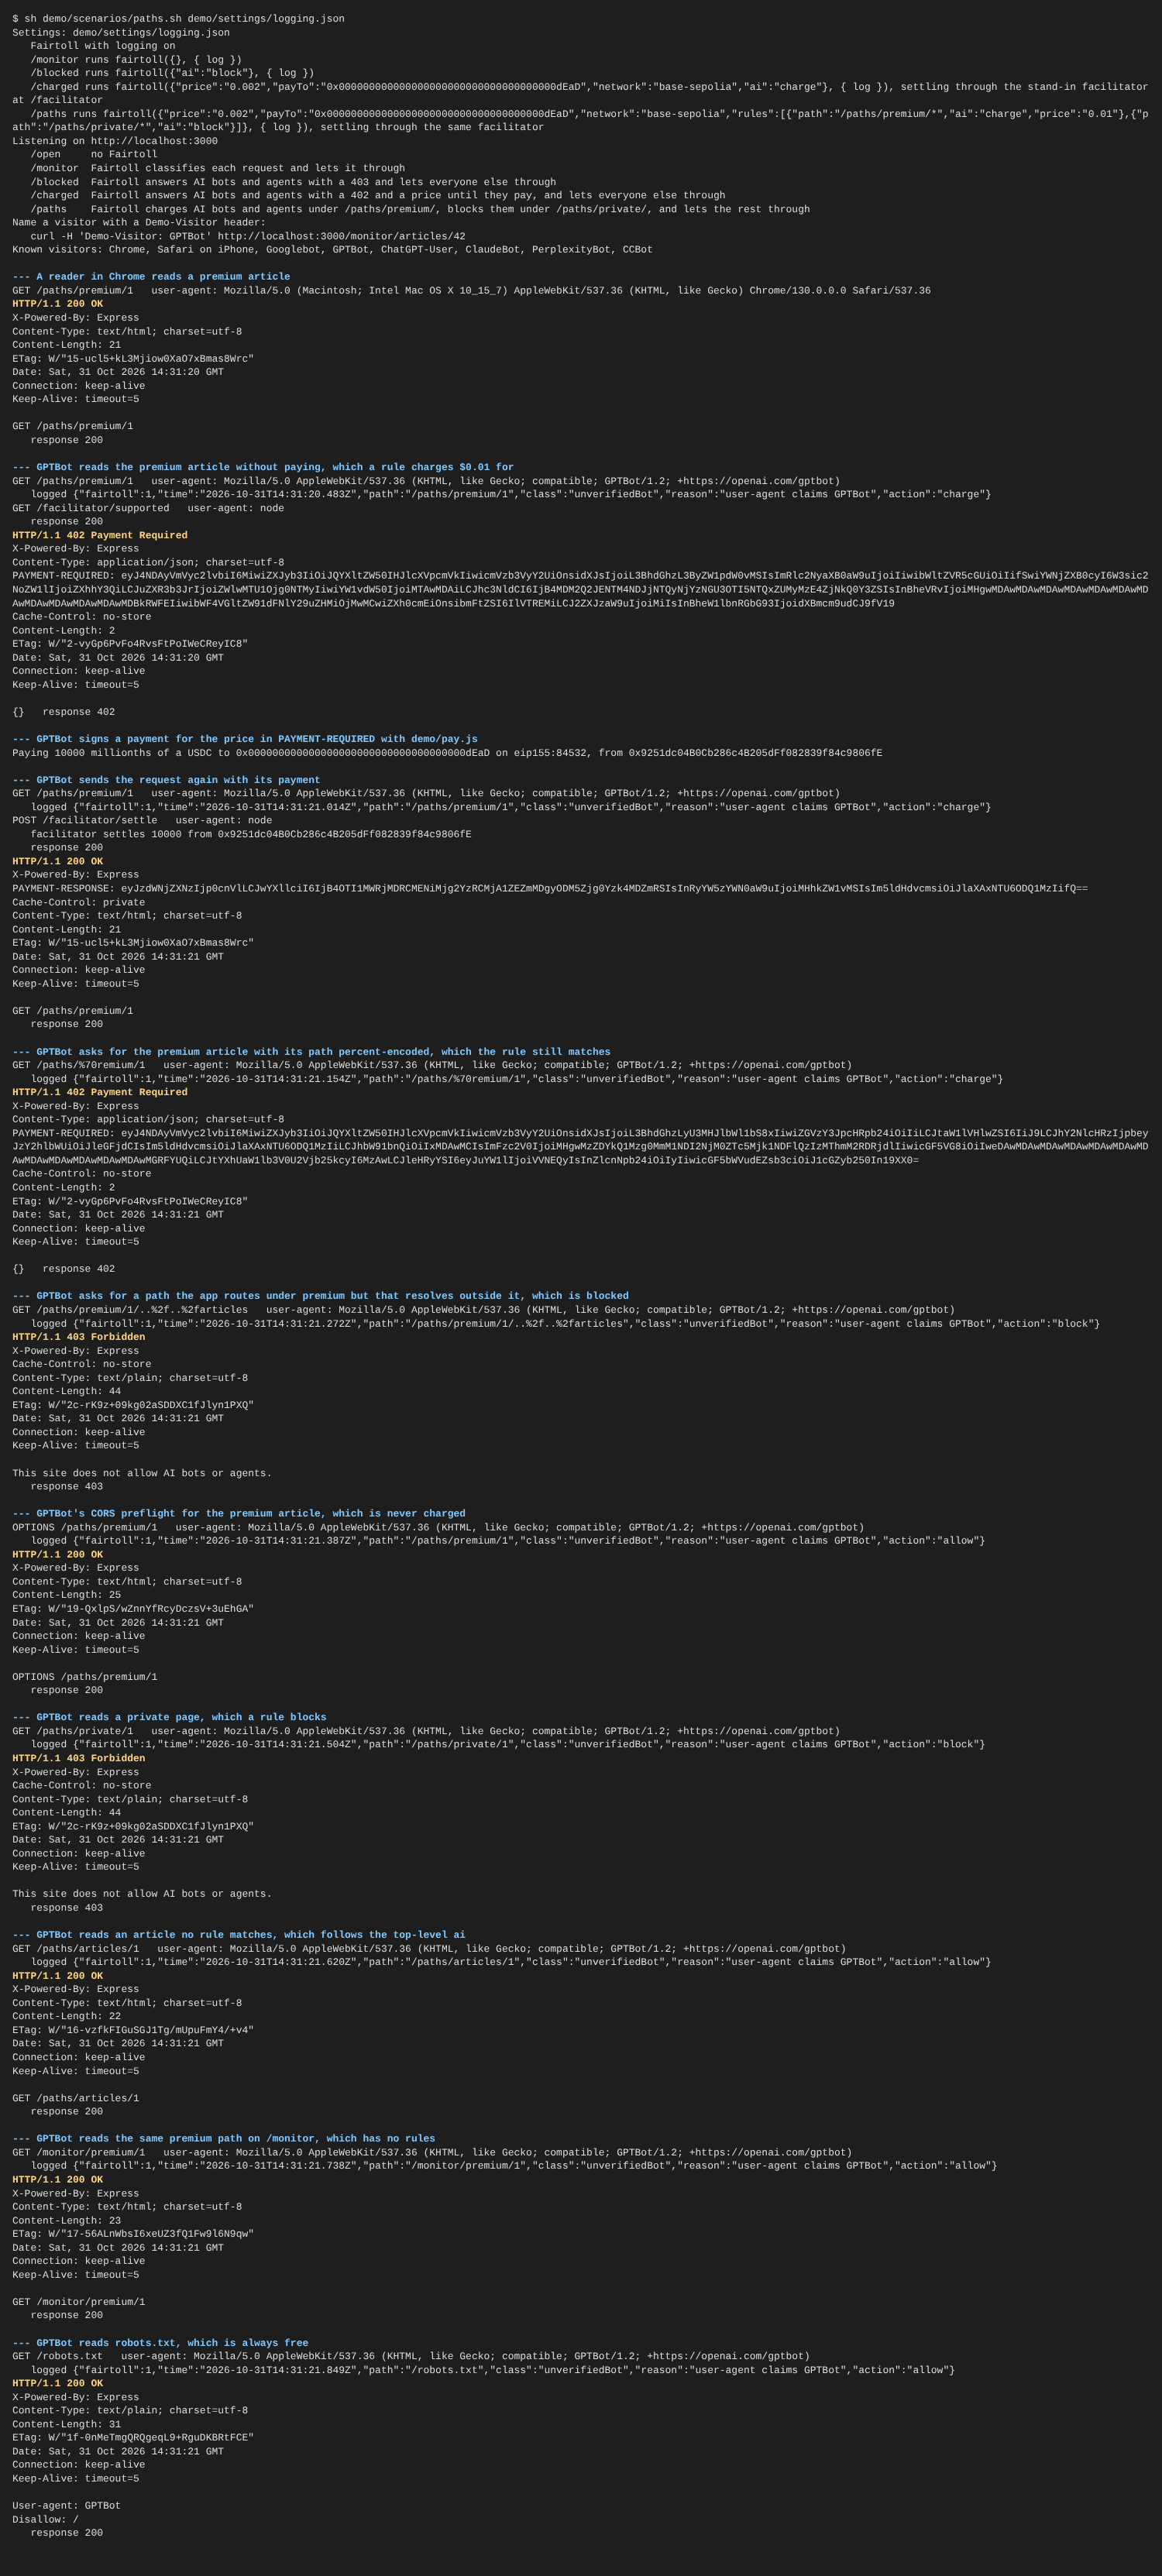 $ sh demo/scenarios/paths.sh demo/settings/logging.json
Settings: demo/settings/logging.json
   Fairtoll with logging on
   /monitor runs fairtoll({}, { log })
   /blocked runs fairtoll({"ai":"block"}, { log })
   /charged runs fairtoll({"price":"0.002","payTo":"0x000000000000000000000000000000000000dEaD","network":"base-sepolia","ai":"charge"}, { log }), settling through the stand-in facilitator
at /facilitator
   /paths runs fairtoll({"price":"0.002","payTo":"0x000000000000000000000000000000000000dEaD","network":"base-sepolia","rules":[{"path":"/paths/premium/*","ai":"charge","price":"0.01"},{"p
ath":"/paths/private/*","ai":"block"}]}, { log }), settling through the same facilitator
Listening on http://localhost:3000
   /open     no Fairtoll
   /monitor  Fairtoll classifies each request and lets it through
   /blocked  Fairtoll answers AI bots and agents with a 403 and lets everyone else through
   /charged  Fairtoll answers AI bots and agents with a 402 and a price until they pay, and lets everyone else through
   /paths    Fairtoll charges AI bots and agents under /paths/premium/, blocks them under /paths/private/, and lets the rest through
Name a visitor with a Demo-Visitor header:
   curl -H 'Demo-Visitor: GPTBot' http://localhost:3000/monitor/articles/42
Known visitors: Chrome, Safari on iPhone, Googlebot, GPTBot, ChatGPT-User, ClaudeBot, PerplexityBot, CCBot

--- A reader in Chrome reads a premium article
GET /paths/premium/1   user-agent: Mozilla/5.0 (Macintosh; Intel Mac OS X 10_15_7) AppleWebKit/537.36 (KHTML, like Gecko) Chrome/130.0.0.0 Safari/537.36
HTTP/1.1 200 OK
X-Powered-By: Express
Content-Type: text/html; charset=utf-8
Content-Length: 21
ETag: W/"15-ucl5+kL3Mjiow0XaO7xBmas8Wrc"
Date: Sat, 31 Oct 2026 14:31:20 GMT
Connection: keep-alive
Keep-Alive: timeout=5

GET /paths/premium/1
   response 200

--- GPTBot reads the premium article without paying, which a rule charges $0.01 for
GET /paths/premium/1   user-agent: Mozilla/5.0 AppleWebKit/537.36 (KHTML, like Gecko; compatible; GPTBot/1.2; +https://openai.com/gptbot)
   logged {"fairtoll":1,"time":"2026-10-31T14:31:20.483Z","path":"/paths/premium/1","class":"unverifiedBot","reason":"user-agent claims GPTBot","action":"charge"}
GET /facilitator/supported   user-agent: node
   response 200
HTTP/1.1 402 Payment Required
X-Powered-By: Express
Content-Type: application/json; charset=utf-8
PAYMENT-REQUIRED:
Cache-Control: no-store
Content-Length: 2
ETag: W/"2-vyGp6PvFo4RvsFtPoIWeCReyIC8"
Date: Sat, 31 Oct 2026 14:31:20 GMT
Connection: keep-alive
Keep-Alive: timeout=5

{}   response 402

--- GPTBot signs a payment for the price in PAYMENT-REQUIRED with demo/pay.js
Paying 10000 millionths of a USDC to 0x000000000000000000000000000000000000dEaD on eip155:84532, from 0x9251dc04B0Cb286c4B205dFf082839f84c9806fE

--- GPTBot sends the request again with its payment
GET /paths/premium/1   user-agent: Mozilla/5.0 AppleWebKit/537.36 (KHTML, like Gecko; compatible; GPTBot/1.2; +https://openai.com/gptbot)
   logged {"fairtoll":1,"time":"2026-10-31T14:31:21.014Z","path":"/paths/premium/1","class":"unverifiedBot","reason":"user-agent claims GPTBot","action":"charge"}
POST /facilitator/settle   user-agent: node
   facilitator settles 10000 from 0x9251dc04B0Cb286c4B205dFf082839f84c9806fE
   response 200
HTTP/1.1 200 OK
X-Powered-By: Express
PAYMENT-RESPONSE:
Cache-Control: private
Content-Type: text/html; charset=utf-8
Content-Length: 21
ETag: W/"15-ucl5+kL3Mjiow0XaO7xBmas8Wrc"
Date: Sat, 31 Oct 2026 14:31:21 GMT
Connection: keep-alive
Keep-Alive: timeout=5

GET /paths/premium/1
   response 200

--- GPTBot asks for the premium article with its path percent-encoded, which the rule still matches
GET /paths/%70remium/1   user-agent: Mozilla/5.0 AppleWebKit/537.36 (KHTML, like Gecko; compatible; GPTBot/1.2; +https://openai.com/gptbot)
   logged {"fairtoll":1,"time":"2026-10-31T14:31:21.154Z","path":"/paths/%70remium/1","class":"unverifiedBot","reason":"user-agent claims GPTBot","action":"charge"}
HTTP/1.1 402 Payment Required
X-Powered-By: Express
Content-Type: application/json; charset=utf-8
PAYMENT-REQUIRED:
Cache-Control: no-store
Content-Length: 2
ETag: W/"2-vyGp6PvFo4RvsFtPoIWeCReyIC8"
Date: Sat, 31 Oct 2026 14:31:21 GMT
Connection: keep-alive
Keep-Alive: timeout=5

{}   response 402

--- GPTBot asks for a path the app routes under premium but that resolves outside it, which is blocked
GET /paths/premium/1/..%2f..%2farticles   user-agent: Mozilla/5.0 AppleWebKit/537.36 (KHTML, like Gecko; compatible; GPTBot/1.2; +https://openai.com/gptbot)
   logged {"fairtoll":1,"time":"2026-10-31T14:31:21.272Z","path":"/paths/premium/1/..%2f..%2farticles","class":"unverifiedBot","reason":"user-agent claims GPTBot","action":"block"}
HTTP/1.1 403 Forbidden
X-Powered-By: Express
Cache-Control: no-store
Content-Type: text/plain; charset=utf-8
Content-Length: 44
ETag: W/"2c-rK9z+09kg02aSDDXC1fJlyn1PXQ"
Date: Sat, 31 Oct 2026 14:31:21 GMT
Connection: keep-alive
Keep-Alive: timeout=5

This site does not allow AI bots or agents.
   response 403

--- GPTBot's CORS preflight for the premium article, which is never charged
OPTIONS /paths/premium/1   user-agent: Mozilla/5.0 AppleWebKit/537.36 (KHTML, like Gecko; compatible; GPTBot/1.2; +https://openai.com/gptbot)
   logged {"fairtoll":1,"time":"2026-10-31T14:31:21.387Z","path":"/paths/premium/1","class":"unverifiedBot","reason":"user-agent claims GPTBot","action":"allow"}
HTTP/1.1 200 OK
X-Powered-By: Express
Content-Type: text/html; charset=utf-8
Content-Length: 25
ETag: W/"19-QxlpS/wZnnYfRcyDczsV+3uEhGA"
Date: Sat, 31 Oct 2026 14:31:21 GMT
Connection: keep-alive
Keep-Alive: timeout=5

OPTIONS /paths/premium/1
   response 200

--- GPTBot reads a private page, which a rule blocks
GET /paths/private/1   user-agent: Mozilla/5.0 AppleWebKit/537.36 (KHTML, like Gecko; compatible; GPTBot/1.2; +https://openai.com/gptbot)
   logged {"fairtoll":1,"time":"2026-10-31T14:31:21.504Z","path":"/paths/private/1","class":"unverifiedBot","reason":"user-agent claims GPTBot","action":"block"}
HTTP/1.1 403 Forbidden
X-Powered-By: Express
Cache-Control: no-store
Content-Type: text/plain; charset=utf-8
Content-Length: 44
ETag: W/"2c-rK9z+09kg02aSDDXC1fJlyn1PXQ"
Date: Sat, 31 Oct 2026 14:31:21 GMT
Connection: keep-alive
Keep-Alive: timeout=5

This site does not allow AI bots or agents.
   response 403

--- GPTBot reads an article no rule matches, which follows the top-level ai
GET /paths/articles/1   user-agent: Mozilla/5.0 AppleWebKit/537.36 (KHTML, like Gecko; compatible; GPTBot/1.2; +https://openai.com/gptbot)
   logged {"fairtoll":1,"time":"2026-10-31T14:31:21.620Z","path":"/paths/articles/1","class":"unverifiedBot","reason":"user-agent claims GPTBot","action":"allow"}
HTTP/1.1 200 OK
X-Powered-By: Express
Content-Type: text/html; charset=utf-8
Content-Length: 22
ETag: W/"16-vzfkFIGuSGJ1Tg/mUpuFmY4/+v4"
Date: Sat, 31 Oct 2026 14:31:21 GMT
Connection: keep-alive
Keep-Alive: timeout=5

GET /paths/articles/1
   response 200

--- GPTBot reads the same premium path on /monitor, which has no rules
GET /monitor/premium/1   user-agent: Mozilla/5.0 AppleWebKit/537.36 (KHTML, like Gecko; compatible; GPTBot/1.2; +https://openai.com/gptbot)
   logged {"fairtoll":1,"time":"2026-10-31T14:31:21.738Z","path":"/monitor/premium/1","class":"unverifiedBot","reason":"user-agent claims GPTBot","action":"allow"}
HTTP/1.1 200 OK
X-Powered-By: Express
Content-Type: text/html; charset=utf-8
Content-Length: 23
ETag: W/"17-56ALnWbsI6xeUZ3fQ1Fw9l6N9qw"
Date: Sat, 31 Oct 2026 14:31:21 GMT
Connection: keep-alive
Keep-Alive: timeout=5

GET /monitor/premium/1
   response 200

--- GPTBot reads robots.txt, which is always free
GET /robots.txt   user-agent: Mozilla/5.0 AppleWebKit/537.36 (KHTML, like Gecko; compatible; GPTBot/1.2; +https://openai.com/gptbot)
   logged {"fairtoll":1,"time":"2026-10-31T14:31:21.849Z","path":"/robots.txt","class":"unverifiedBot","reason":"user-agent claims GPTBot","action":"allow"}
HTTP/1.1 200 OK
X-Powered-By: Express
Content-Type: text/plain; charset=utf-8
Content-Length: 31
ETag: W/"1f-0nMeTmgQRQgeqL9+RguDKBRtFCE"
Date: Sat, 31 Oct 2026 14:31:21 GMT
Connection: keep-alive
Keep-Alive: timeout=5

User-agent: GPTBot
Disallow: /
   response 200